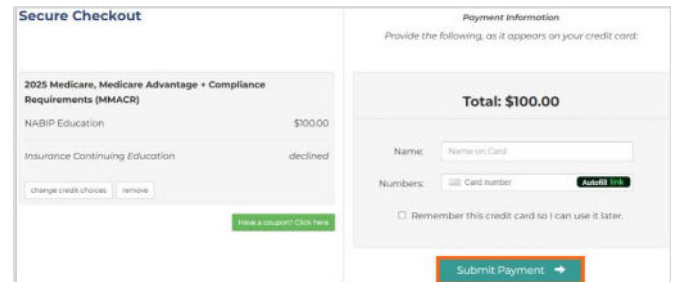 Secure Checkout
2025 Medicare, Medicare Advantage + Compliance
Requirements (MMACR)
NABIP Education $100.00
Insurance Continuing Education declined
change credit choices remove
Have a coupon? Click here
Payment Information
Provide the following, as it appears on your credit card:
Total: $100.00
Name: Name on Card
Numbers: Card number Autofill link
Remember this credit card so I can use it later.
Submit Payment →